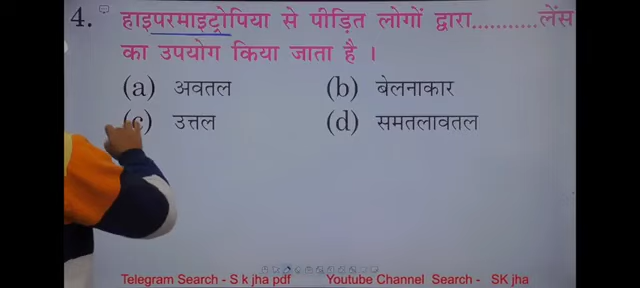 4. हाइपरमाइट्रोपिया से पीड़ित लोगों द्वारा...........लेंस
का उपयोग किया जाता है ।
(a) अवतल (b) बेलनाकार
(c) उत्तल (d) समतलावतल
Telegram Search - S k jha pdf Youtube Channel Search - SK jha